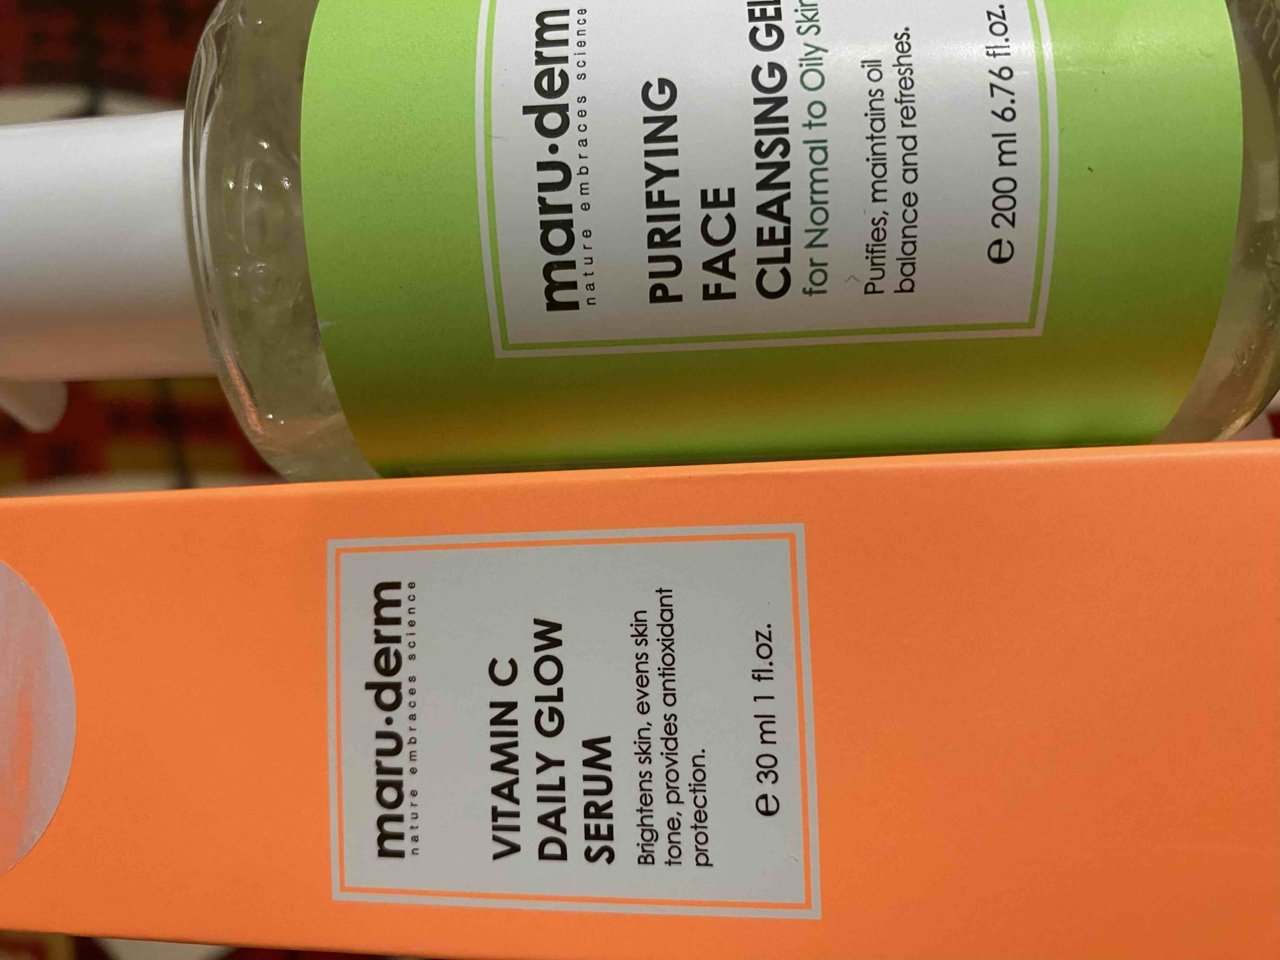 maru·derm
nature embraces science
PURIFYING
FACE
CLEANSING GEL
for Normal to Oily Skin
Purifies, maintains oil
balance and refreshes.
e 200 ml 6.76 fl.oz.
maru·derm
nature embraces science
VITAMIN C
DAILY GLOW
SERUM
Brightens skin, evens skin
tone, provides antioxidant
protection.
e 30 ml 1 fl.oz.